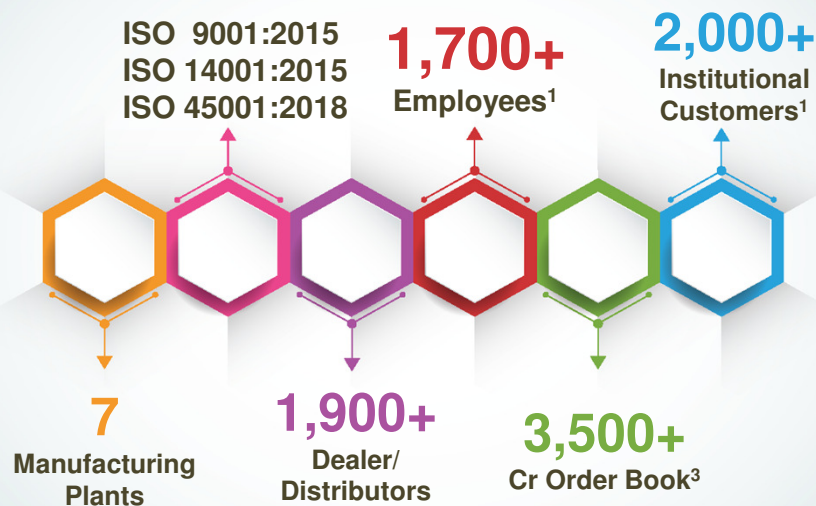 ISO 9001:2015
ISO 14001:2015
ISO 45001:2018
1,700+
Employees¹
2,000+
Institutional
Customers¹
7
Manufacturing
Plants
1,900+
Dealer/
Distributors
3,500+
Cr Order Book³